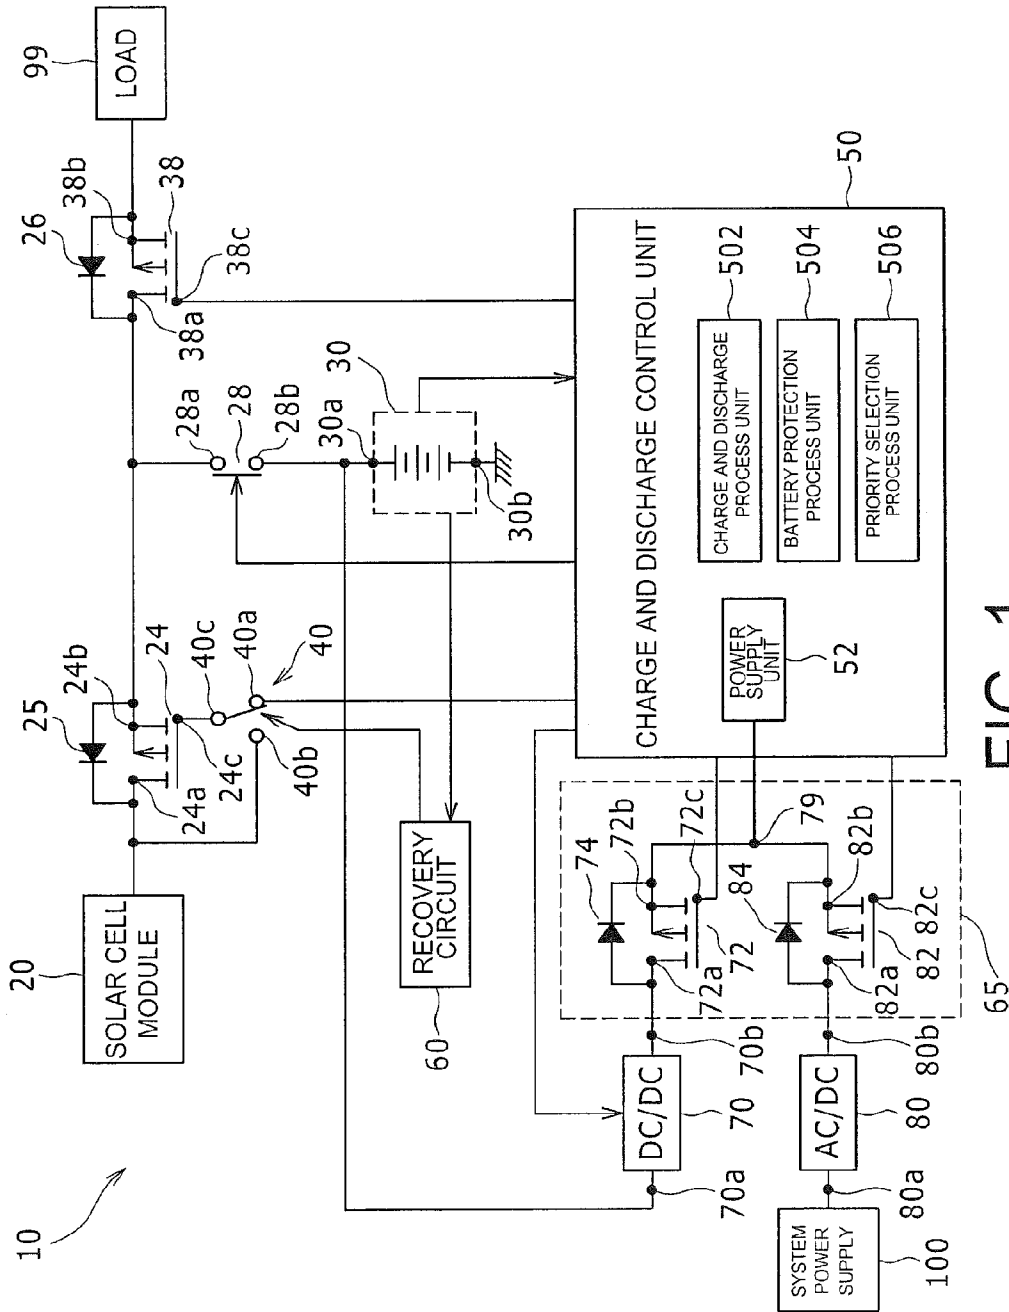 10
20
25
26
99
SOLAR CELL
MODULE
LOAD
24b
38b
24a
24
38
38a
24c
40c
28a
38c
40a
28
40b
40
28b
30a
30
60
RECOVERY
CIRCUIT
30b
74
72b
72c
CHARGE AND DISCHARGE CONTROL UNIT
50
DC/DC
70b
72a
72
70a
70
84
79
POWER
SUPPLY
UNIT
52
CHARGE AND DISCHARGE
PROCESS UNIT
502
BATTERY PROTECTION
PROCESS UNIT
504
PRIORITY SELECTION
PROCESS UNIT
506
SYSTEM
POWER
SUPPLY
AC/DC
82b
82a
82
82c
80a
80
80b
100
65
FIG. 1